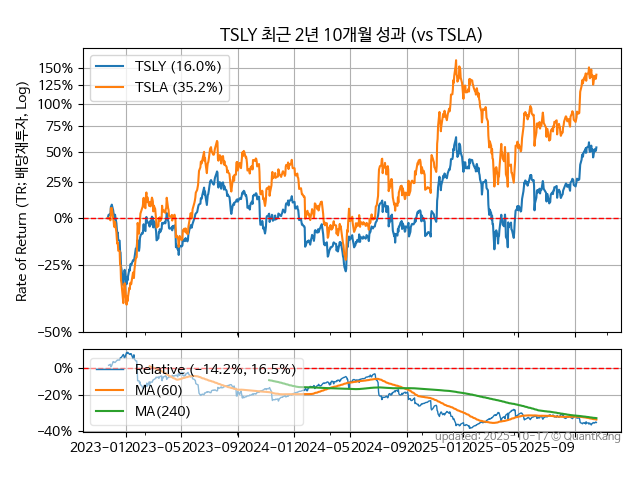 TSLY 최근 2년 10개월 성과 (vs TSLA)
Rate of Return (TR: 배당재투자, Log)
150%
125%
100%
75%
50%
25%
0%
−25%
−50%
TSLY (16.0%)
TSLA (35.2%)
0%
−20%
−40%
Relative (−14.2%, 16.5%)
MA(60)
MA(240)
updated: 2025-10-17 © QuantKang
2023−01 2023−05 2023−09 2024−01 2024−05 2024−09 2025−01 2025−05 2025−09